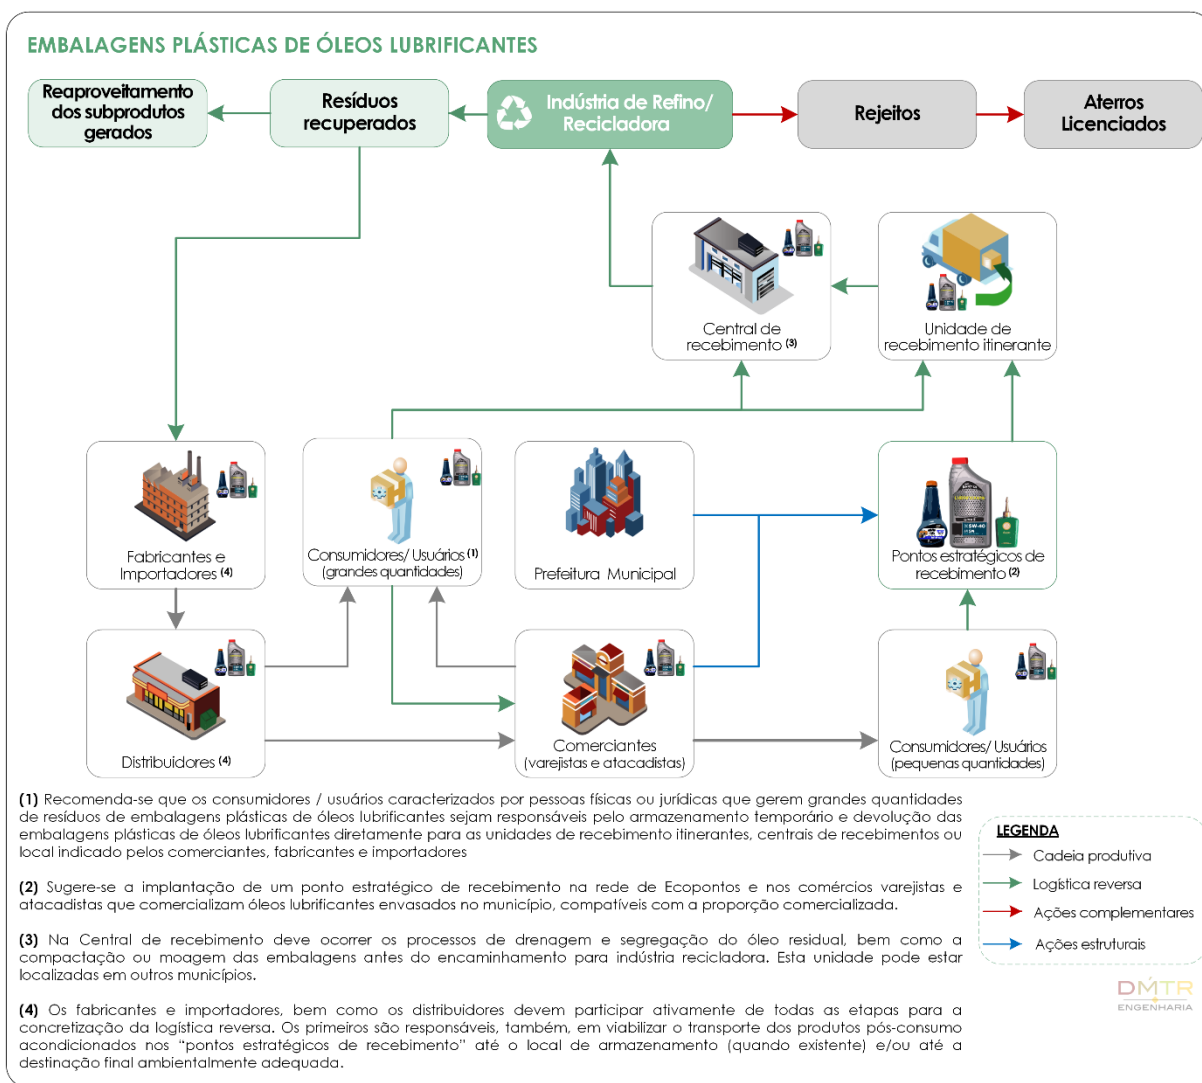 EMBALAGENS PLÁSTICAS DE ÓLEOS LUBRIFICANTES
Reaproveitamento
dos subprodutos
gerados
Resíduos
recuperados
Indústria de Refino/
Recicladora
Rejeitos
Aterros
Licenciados
Central de
recebimento (3)
Unidade de
recebimento itinerante
Fabricantes e
Importadores (4)
Consumidores/ Usuários (1)
(grandes quantidades)
Prefeitura Municipal
5W-40
Pontos estratégicos de
recebimento (2)
Distribuidores (4)
Comerciantes
(varejistas e atacadistas)
Consumidores/ Usuários
(pequenas quantidades)
(1) Recomenda-se que os consumidores / usuários caracterizados por pessoas físicas ou jurídicas que gerem grandes quantidades
de resíduos de embalagens plásticas de óleos lubrificantes sejam responsáveis pelo armazenamento temporário e devolução das
embalagens plásticas de óleos lubrificantes diretamente para as unidades de recebimento itinerantes, centrais de recebimentos ou
local indicado pelos comerciantes, fabricantes e importadores
(2) Sugere-se a implantação de um ponto estratégico de recebimento na rede de Ecopontos e nos comércios varejistas e
atacadistas que comercializam óleos lubrificantes envasados no município, compatíveis com a proporção comercializada.
(3) Na Central de recebimento deve ocorrer os processos de drenagem e segregação do óleo residual, bem como a
compactação ou moagem das embalagens antes do encaminhamento para indústria recicladora. Esta unidade pode estar
localizadas em outros municípios.
(4) Os fabricantes e importadores, bem como os distribuidores devem participar ativamente de todas as etapas para a
concretização da logística reversa. Os primeiros são responsáveis, também, em viabilizar o transporte dos produtos pós-consumo
acondicionados nos “pontos estratégicos de recebimento” até o local de armazenamento (quando existente) e/ou até a
destinação final ambientalmente adequada.
LEGENDA
Cadeia produtiva
Logística reversa
Ações complementares
Ações estruturais
DMTR
ENGENHARIA